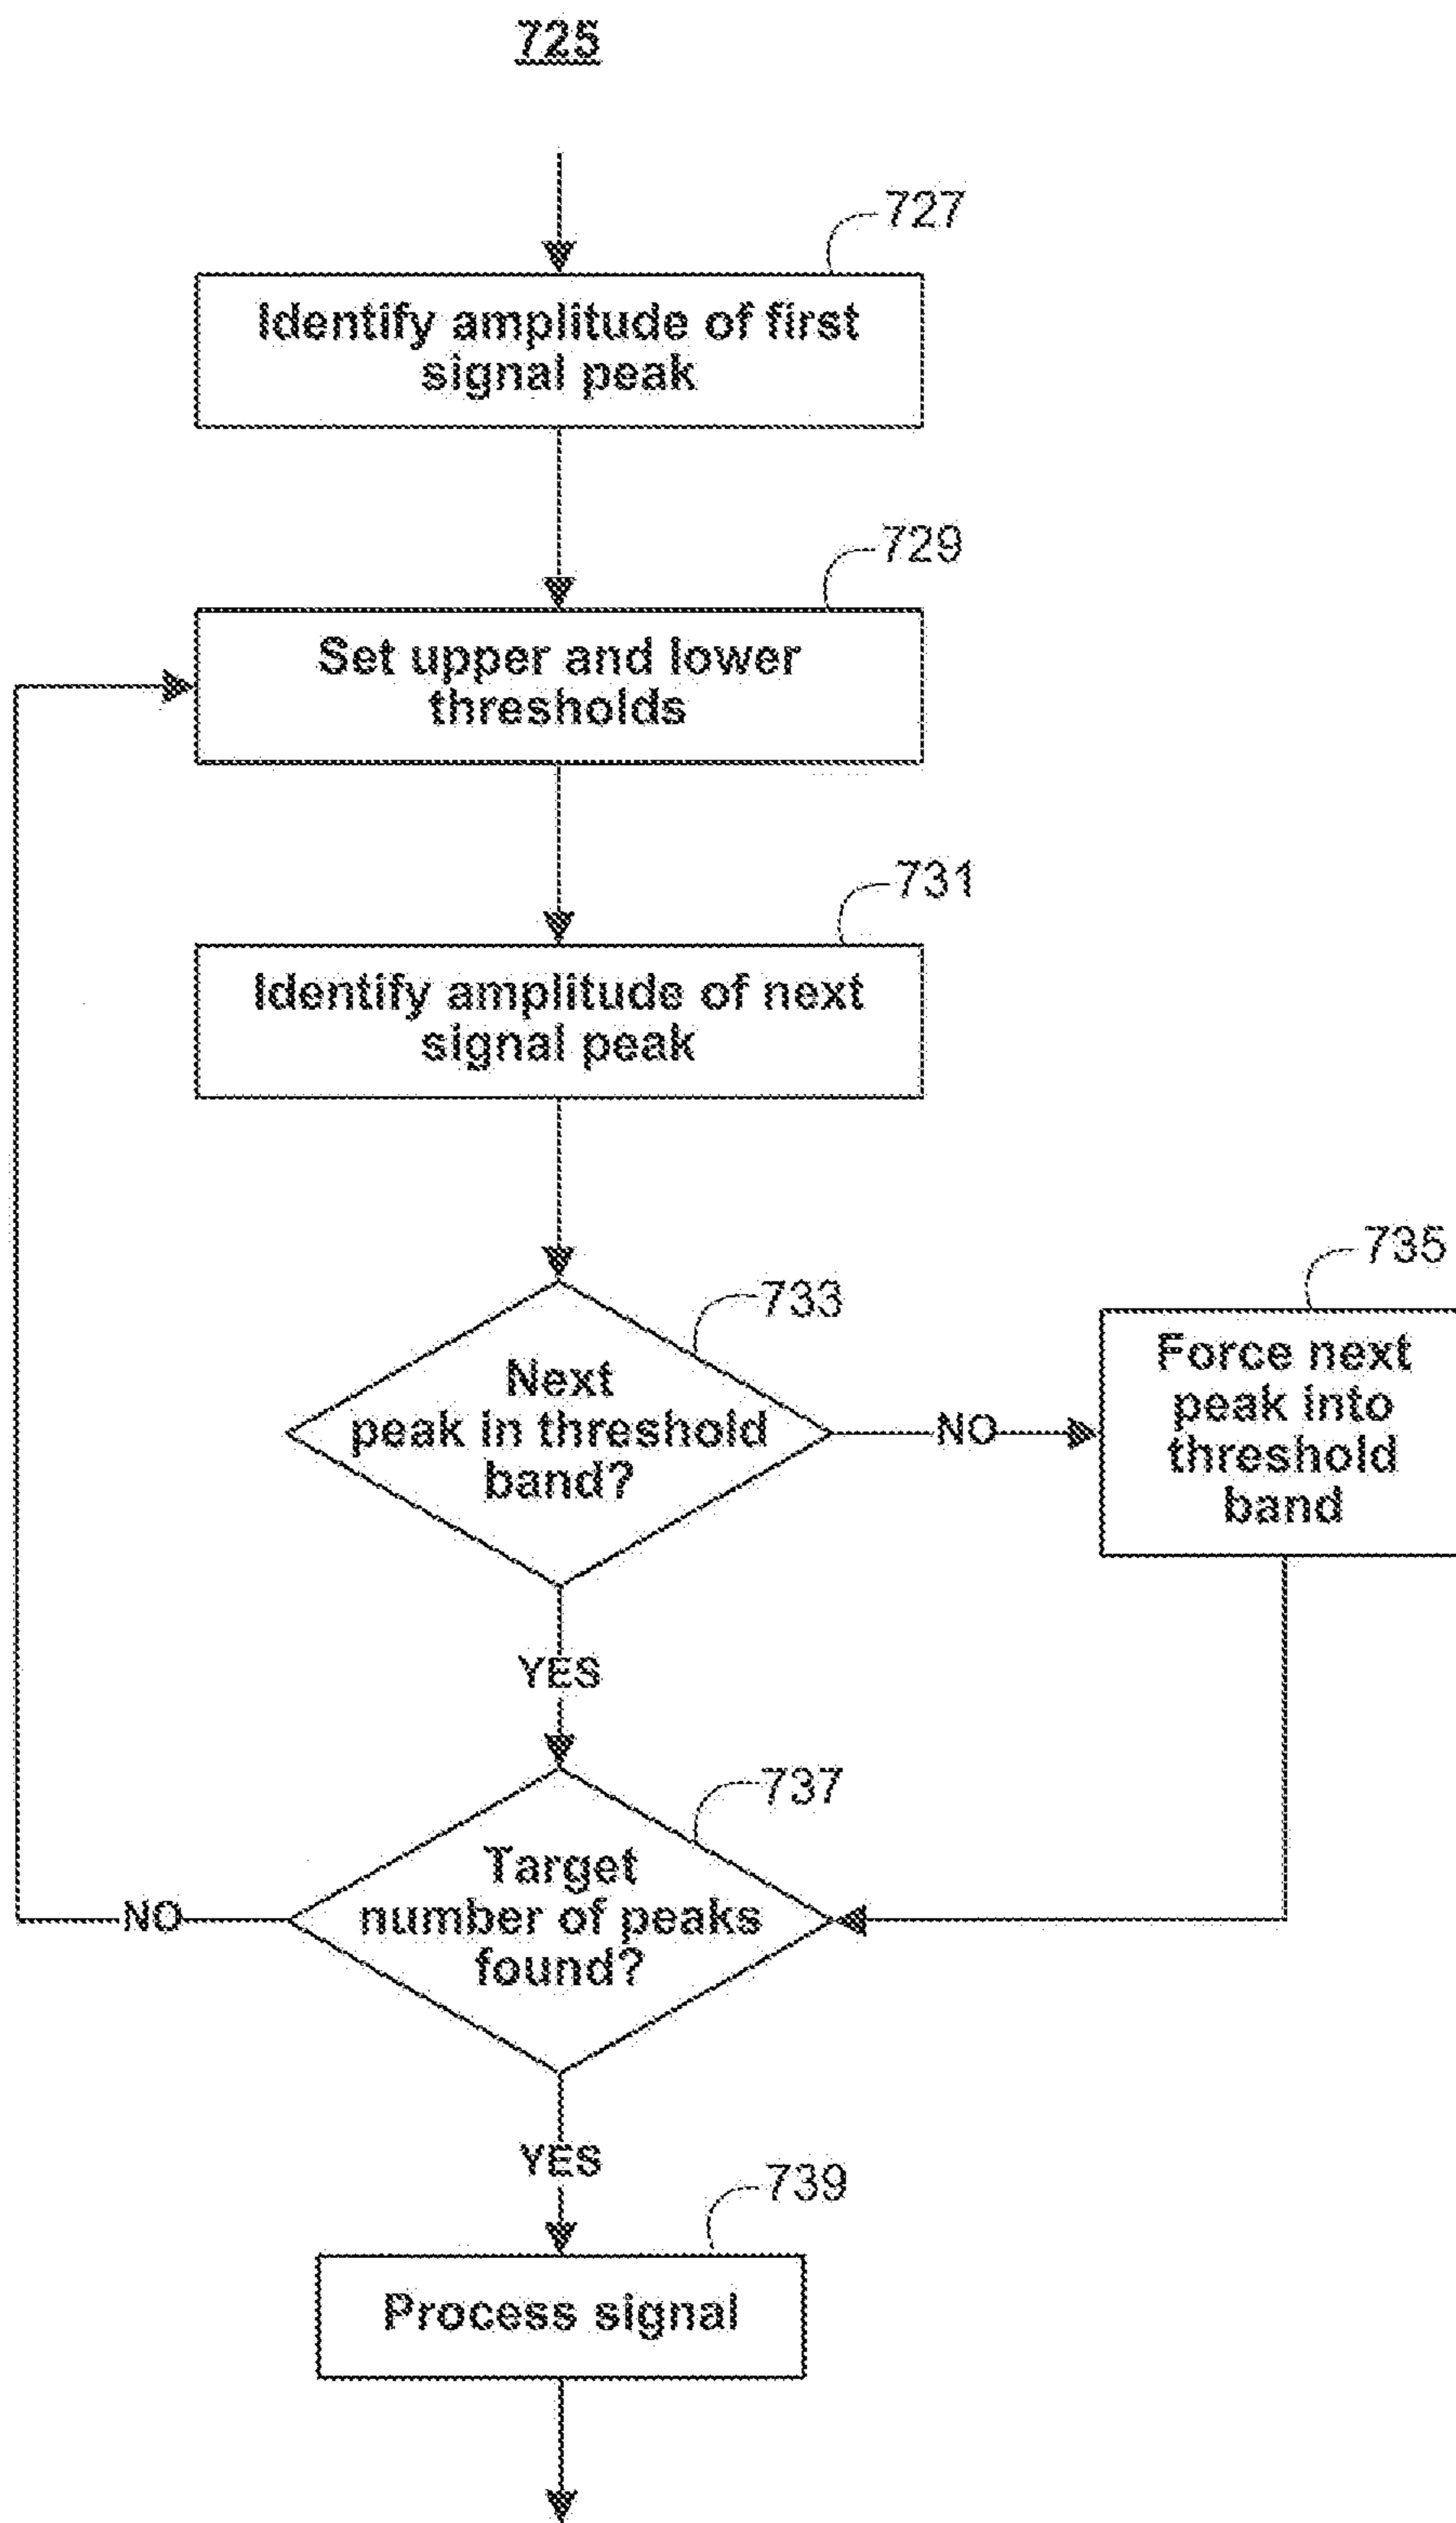 725
727
Identify amplitude of first
signal peak
729
Set upper and lower
thresholds
731
Identify amplitude of next
signal peak
733
Next
peak in threshold
band?
NO
735
Force next
peak into
threshold
band
YES
737
Target
number of peaks
found?
NO
YES
739
Process signal